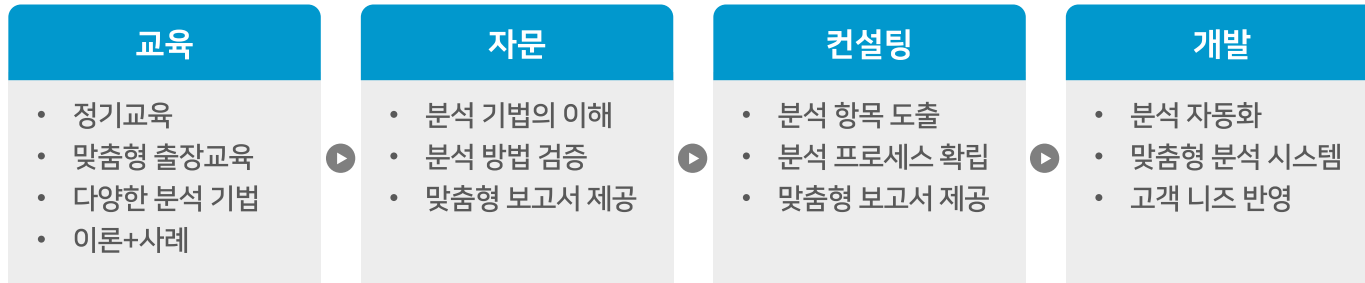 교육
• 정기교육
• 맞춤형 출장교육
• 다양한 분석 기법
• 이론+사례
자문
• 분석 기법의 이해
• 분석 방법 검증
• 맞춤형 보고서 제공
컨설팅
• 분석 항목 도출
• 분석 프로세스 확립
• 맞춤형 보고서 제공
개발
• 분석 자동화
• 맞춤형 분석 시스템
• 고객 니즈 반영